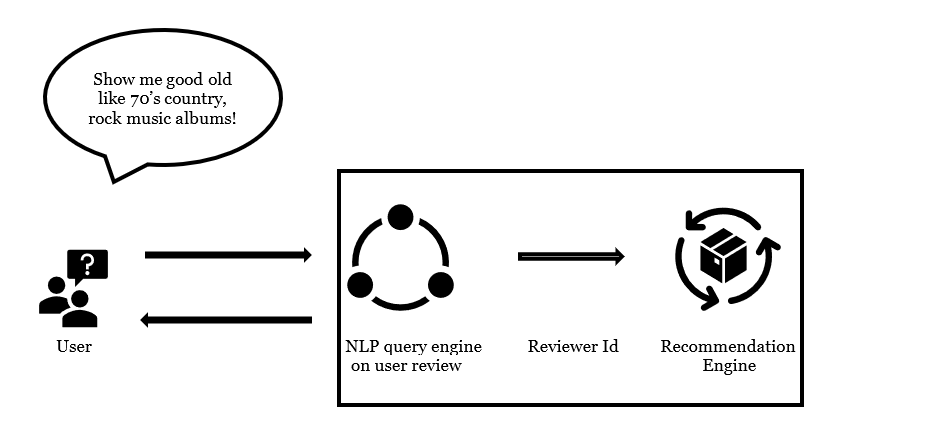 Show me good old
like 70's country,
rock music albums!
?
User
NLP query engine
on user review
Reviewer Id
Recommendation
Engine